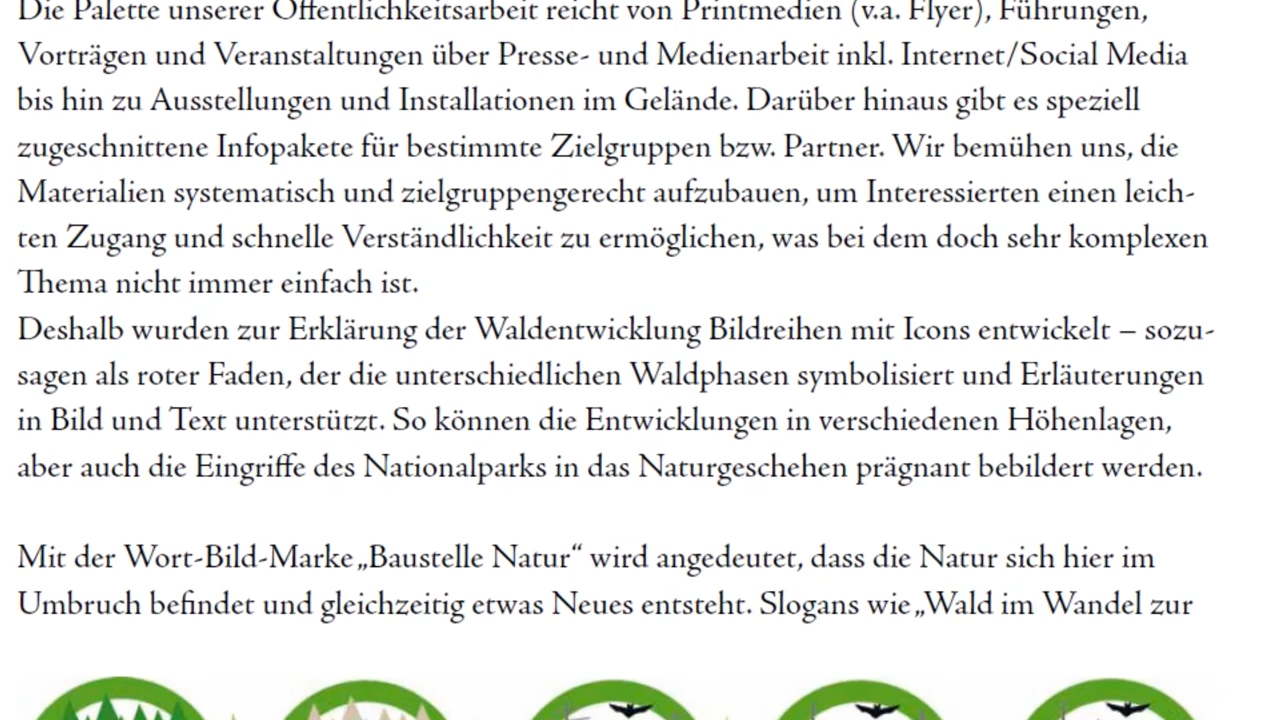 Die Palette unserer Öffentlichkeitsarbeit reicht von Printmedien (v.a. Flyer), Führungen,
Vorträgen und Veranstaltungen über Presse- und Medienarbeit inkl. Internet/Social Media
bis hin zu Ausstellungen und Installationen im Gelände. Darüber hinaus gibt es speziell
zugeschnittene Infopakete für bestimmte Zielgruppen bzw. Partner. Wir bemühen uns, die
Materialien systematisch und zielgruppengerecht aufzubauen, um Interessierten einen leich-
ten Zugang und schnelle Verständlichkeit zu ermöglichen, was bei dem doch sehr komplexen
Thema nicht immer einfach ist.
Deshalb wurden zur Erklärung der Waldentwicklung Bildreihen mit Icons entwickelt – sozu-
sagen als roter Faden, der die unterschiedlichen Waldphasen symbolisiert und Erläuterungen
in Bild und Text unterstützt. So können die Entwicklungen in verschiedenen Höhenlagen,
aber auch die Eingriffe des Nationalparks in das Naturgeschehen prägnant bebildert werden.
Mit der Wort-Bild-Marke „Baustelle Natur“ wird angedeutet, dass die Natur sich hier im
Umbruch befindet und gleichzeitig etwas Neues entsteht. Slogans wie „Wald im Wandel zur